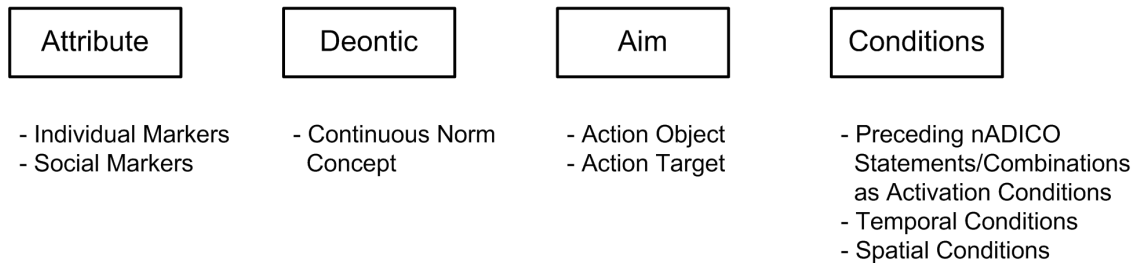 Attribute
- Individual Markers
- Social Markers
Deontic
- Continuous Norm
Concept
Aim
- Action Object
- Action Target
Conditions
- Preceding nADICO
Statements/Combinations
as Activation Conditions
- Temporal Conditions
- Spatial Conditions